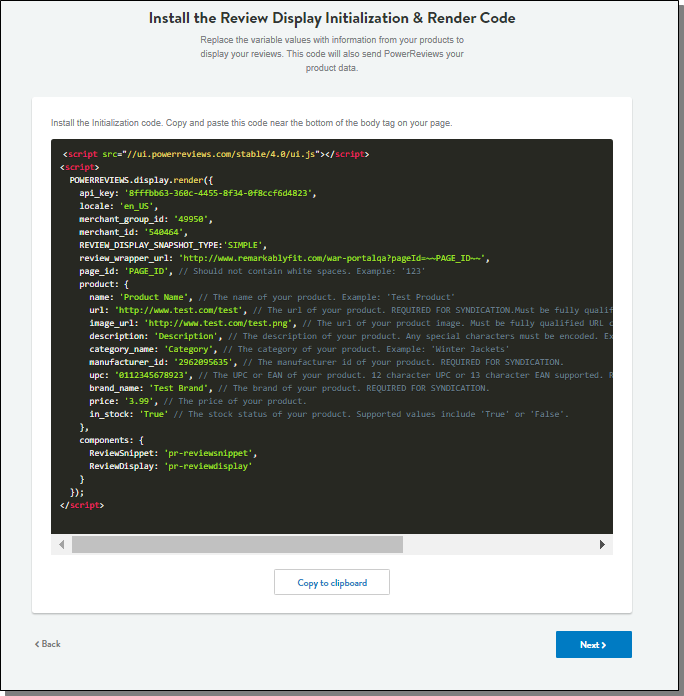 Install the Review Display Initialization & Render Code
Replace the variable values with information from your products to
display your reviews. This code will also send PowerReviews your
product data.
Install the Initialization code. Copy and paste this code near the bottom of the body tag on your page.
<script src="//ui.powerreviews.com/stable/4.0/ui.js"></script>
<script>
POWERREVIEWS.display.render({
api_key: '8fffbb63-360c-4455-8f34-0f8ccf6d4823',
locale: 'en_US',
merchant_group_id: '49950',
merchant_id: '540464',
REVIEW_DISPLAY_SNAPSHOT_TYPE:'SIMPLE',
review_wrapper_url: 'http://www.remarkablyfit.com/war-portalqa?pageId=~~PAGE_ID~~',
page_id: 'PAGE_ID', // Should not contain white spaces. Example: '123'
product: {
name: 'Product Name', // The name of your product. Example: 'Test Product'
url: 'http://www.test.com/test', // The url of your product. REQUIRED FOR SYNDICATION.Must be fully qualif
image_url: 'http://www.test.com/test.png', // The url of your product image. Must be fully qualified URL c
description: 'Description', // The description of your product. Any special characters must be encoded. Ex
category_name: 'Category', // The category of your product. Example: 'Winter Jackets'
manufacturer_id: '2962095635', // The manufacturer id of your product. REQUIRED FOR SYNDICATION.
upc: '0112345678923', // The UPC or EAN of your product. 12 character UPC or 13 character EAN supported. R
brand_name: 'Test Brand', // The brand of your product. REQUIRED FOR SYNDICATION.
price: '3.99', // The price of your product.
in_stock: 'True' // The stock status of your product. Supported values include 'True' or 'False'.
},
components: {
ReviewSnippet: 'pr-reviewsnippet',
ReviewDisplay: 'pr-reviewdisplay'
}
});
</script>
Copy to clipboard
Back
Next